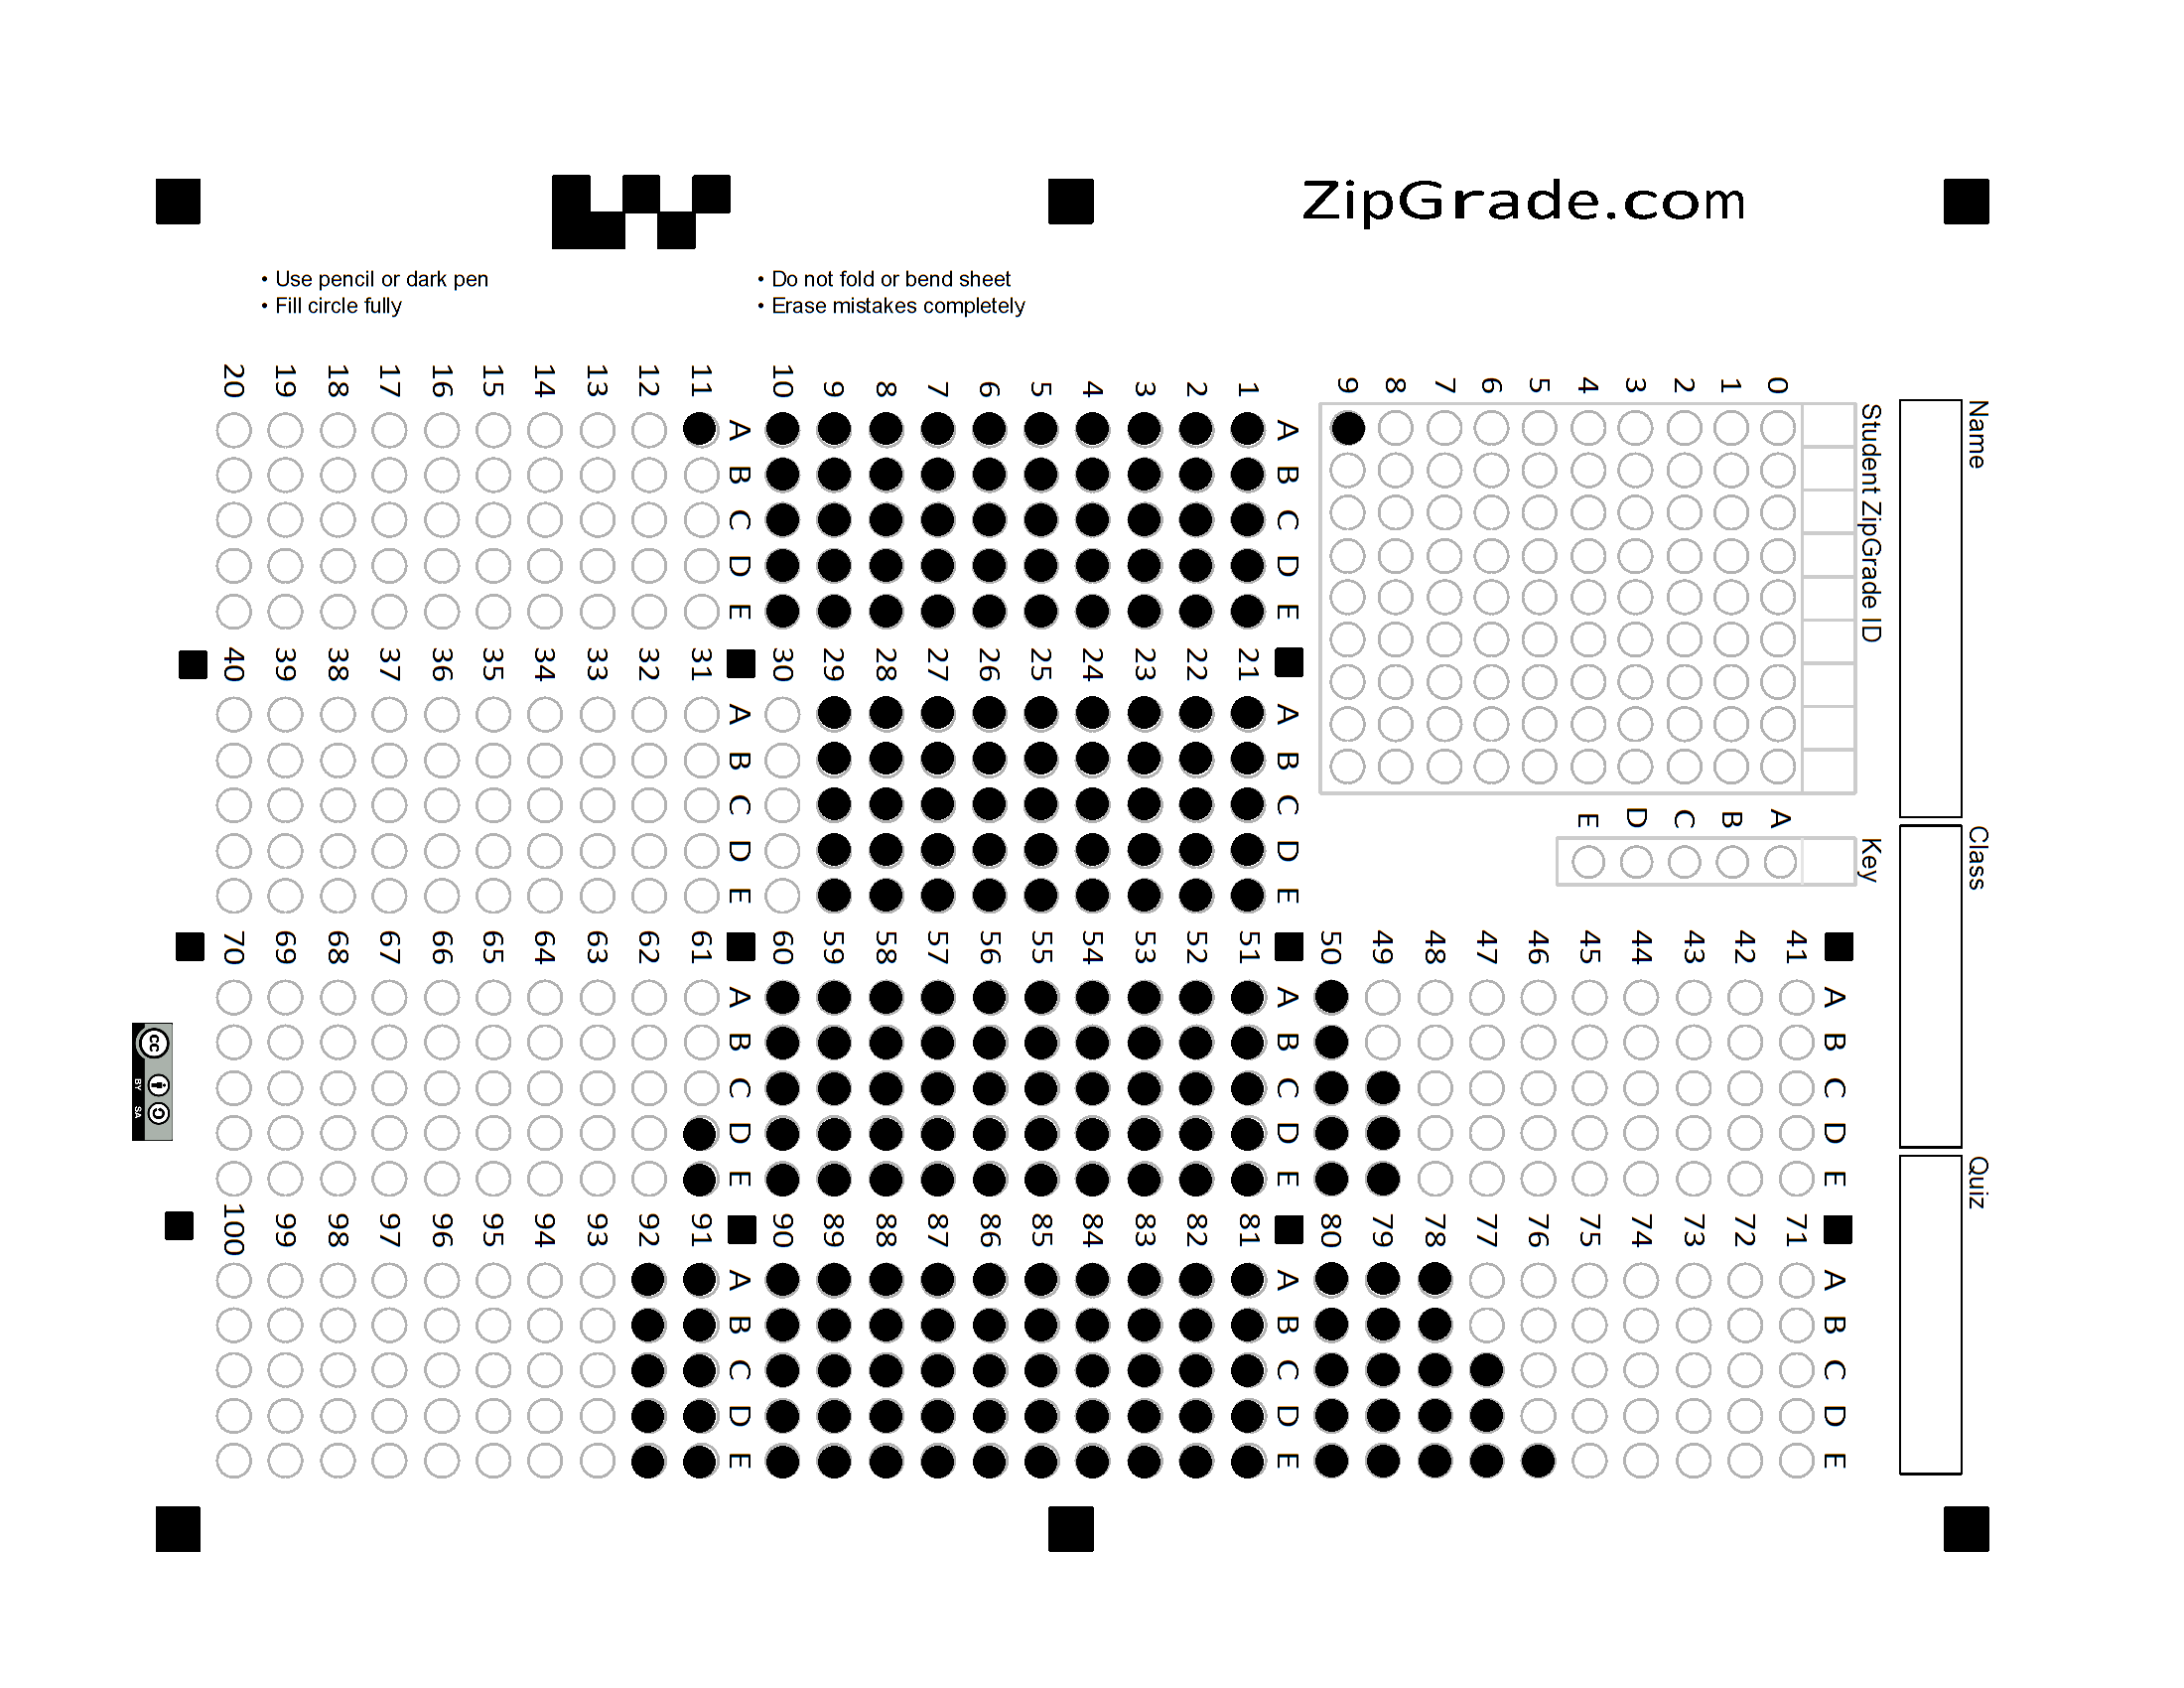 ZipGrade.com
• Use pencil or dark pen
• Fill circle fully
• Do not fold or bend sheet
• Erase mistakes completely
Name
Class
Quiz
Student ZipGrade ID
0 1 2 3 4 5 6 7 8 9
Key
A B C D E
A B C D E
1 2 3 4 5 6 7 8 9 10
A B C D E
11 12 13 14 15 16 17 18 19 20
A B C D E
21 22 23 24 25 26 27 28 29 30
A B C D E
31 32 33 34 35 36 37 38 39 40
A B C D E
41 42 43 44 45 46 47 48 49 50
A B C D E
51 52 53 54 55 56 57 58 59 60
A B C D E
61 62 63 64 65 66 67 68 69 70
A B C D E
71 72 73 74 75 76 77 78 79 80
A B C D E
81 82 83 84 85 86 87 88 89 90
A B C D E
91 92 93 94 95 96 97 98 99 100
cc
BY SA